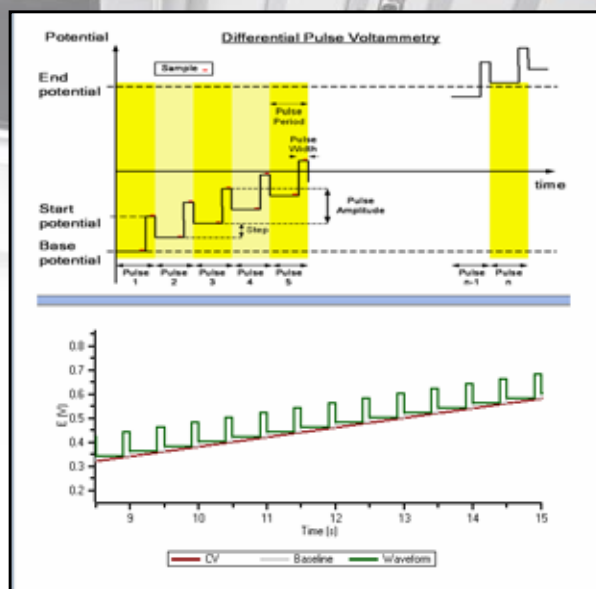 Potential
Differential Pulse Voltammetry
Sample
End
potential
Pulse
Period
Pulse
Width
time
Start
potential
Pulse
Amplitude
Step
Base
potential
Pulse
1
Pulse
2
Pulse
3
Pulse
4
Pulse
5
Pulse
n-1
Pulse
n
E (V)
0.8
0.7
0.6
0.5
0.4
0.3
0.2
9 10 11 12 13 14 15
Time (s)
CV Baseline Waveform